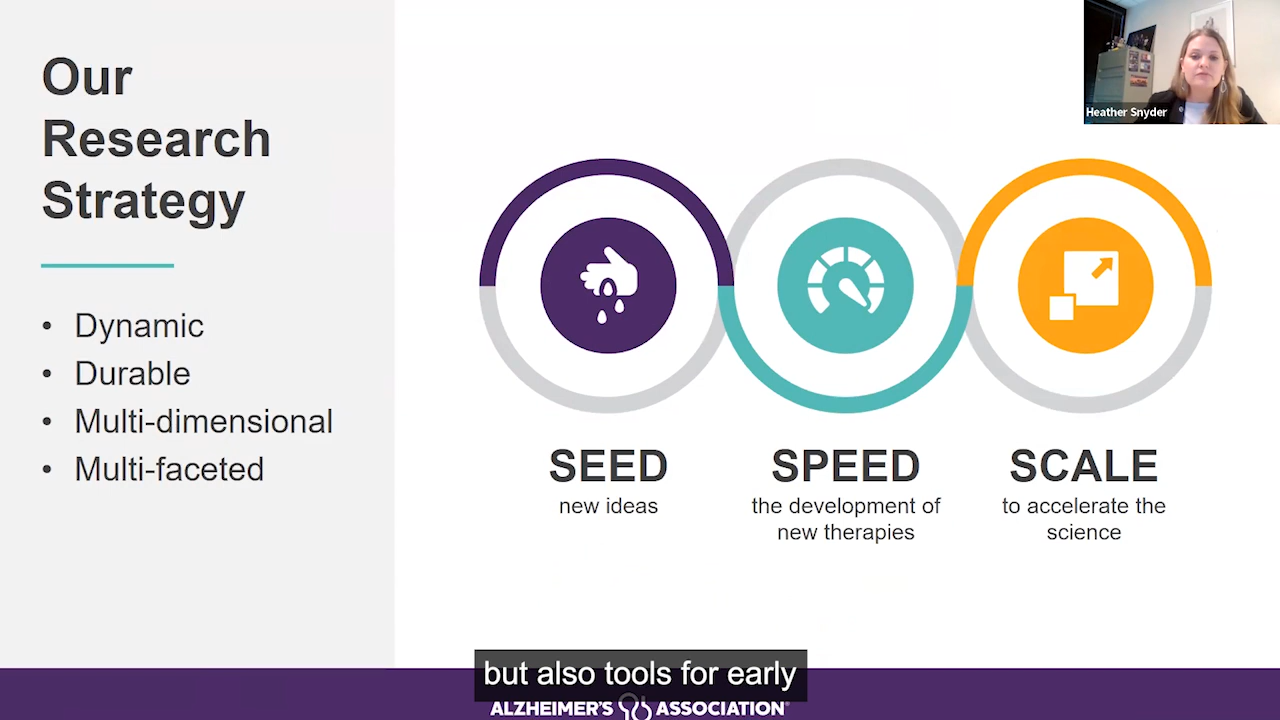 Our
Research
Strategy
• Dynamic
• Durable
• Multi-dimensional
• Multi-faceted
Heather Snyder
SEED
new ideas
SPEED
the development of
new therapies
SCALE
to accelerate the
science
but also tools for early
ALZHEIMER'S ASSOCIATION®